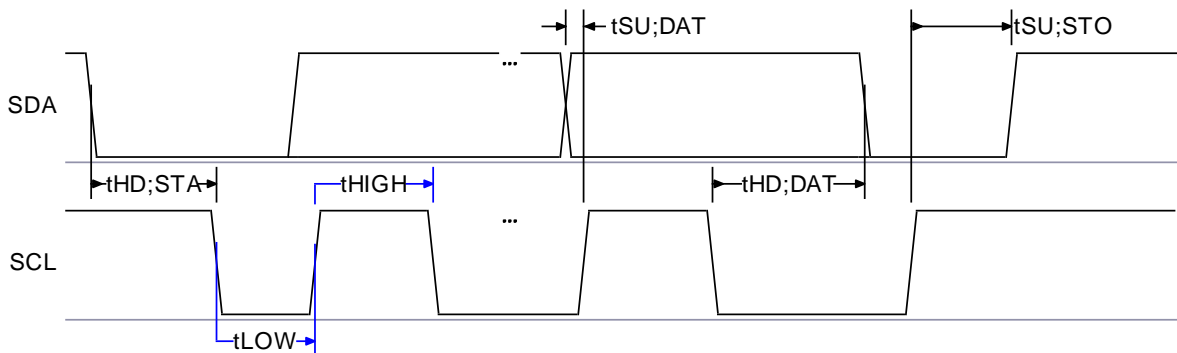 tSU;DAT
tSU;STO
...
SDA
tHD;STA
tHIGH
tHD;DAT
...
SCL
tLOW